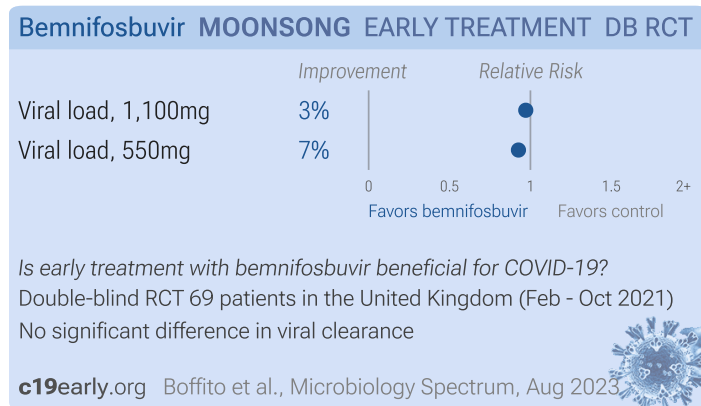 Bemnifosbuvir MOONSONG EARLY TREATMENT DB RCT
Improvement Relative Risk
Viral load, 1,100mg 3%
Viral load, 550mg 7%
0 0.5 1 1.5 2+
Favors bemnifosbuvir Favors control
Is early treatment with bemnifosbuvir beneficial for COVID-19?
Double-blind RCT 69 patients in the United Kingdom (Feb - Oct 2021)
No significant difference in viral clearance
c19early.org Boffito et al., Microbiology Spectrum, Aug 2023